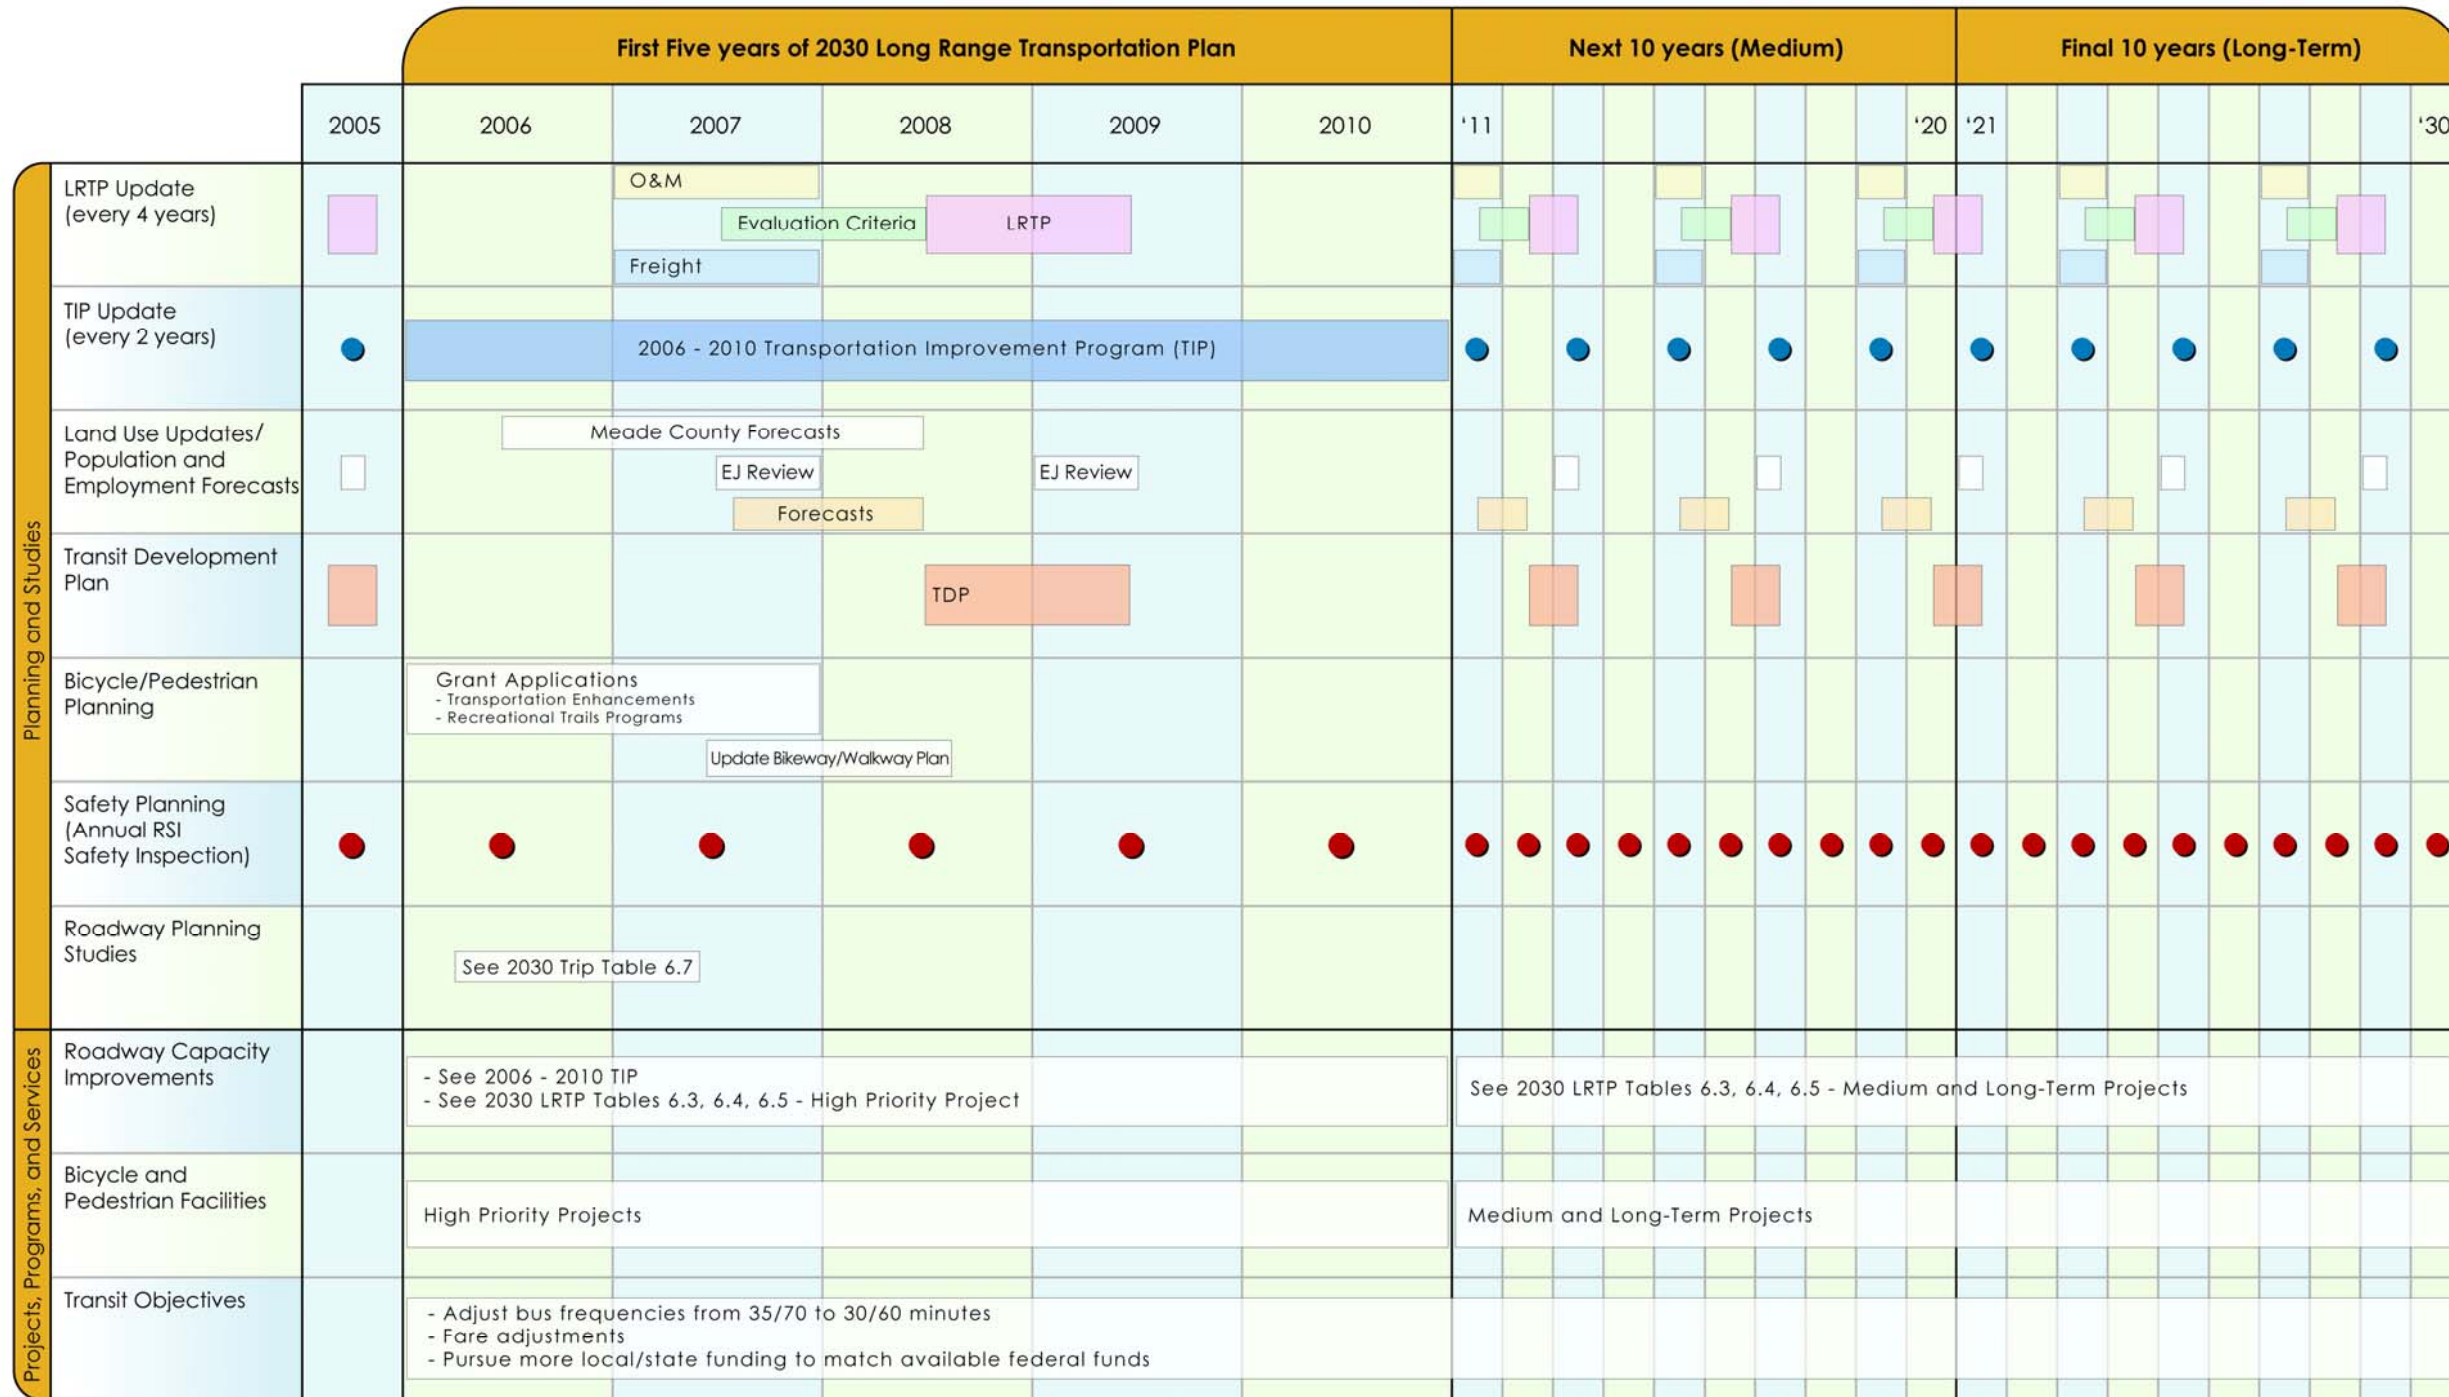 First Five years of 2030 Long Range Transportation Plan
Next 10 years (Medium)
Final 10 years (Long-Term)
2005
2006
2007
2008
2009
2010
‘11
‘20
‘21
‘30
Planning and Studies
LRTP Update
(every 4 years)
O&M
Evaluation Criteria
LRTP
Freight
TIP Update
(every 2 years)
2006 - 2010 Transportation Improvement Program (TIP)
Land Use Updates/
Population and
Employment Forecasts
Meade County Forecasts
EJ Review
EJ Review
Forecasts
Transit Development
Plan
TDP
Bicycle/Pedestrian
Planning
Grant Applications
- Transportation Enhancements
- Recreational Trails Programs
Update Bikeway/Walkway Plan
Safety Planning
(Annual RSI
Safety Inspection)
Roadway Planning
Studies
See 2030 Trip Table 6.7
Projects, Programs, and Services
Roadway Capacity
Improvements
- See 2006 - 2010 TIP
- See 2030 LRTP Tables 6.3, 6.4, 6.5 - High Priority Project
See 2030 LRTP Tables 6.3, 6.4, 6.5 - Medium and Long-Term Projects
Bicycle and
Pedestrian Facilities
High Priority Projects
Medium and Long-Term Projects
Transit Objectives
- Adjust bus frequencies from 35/70 to 30/60 minutes
- Fare adjustments
- Pursue more local/state funding to match available federal funds